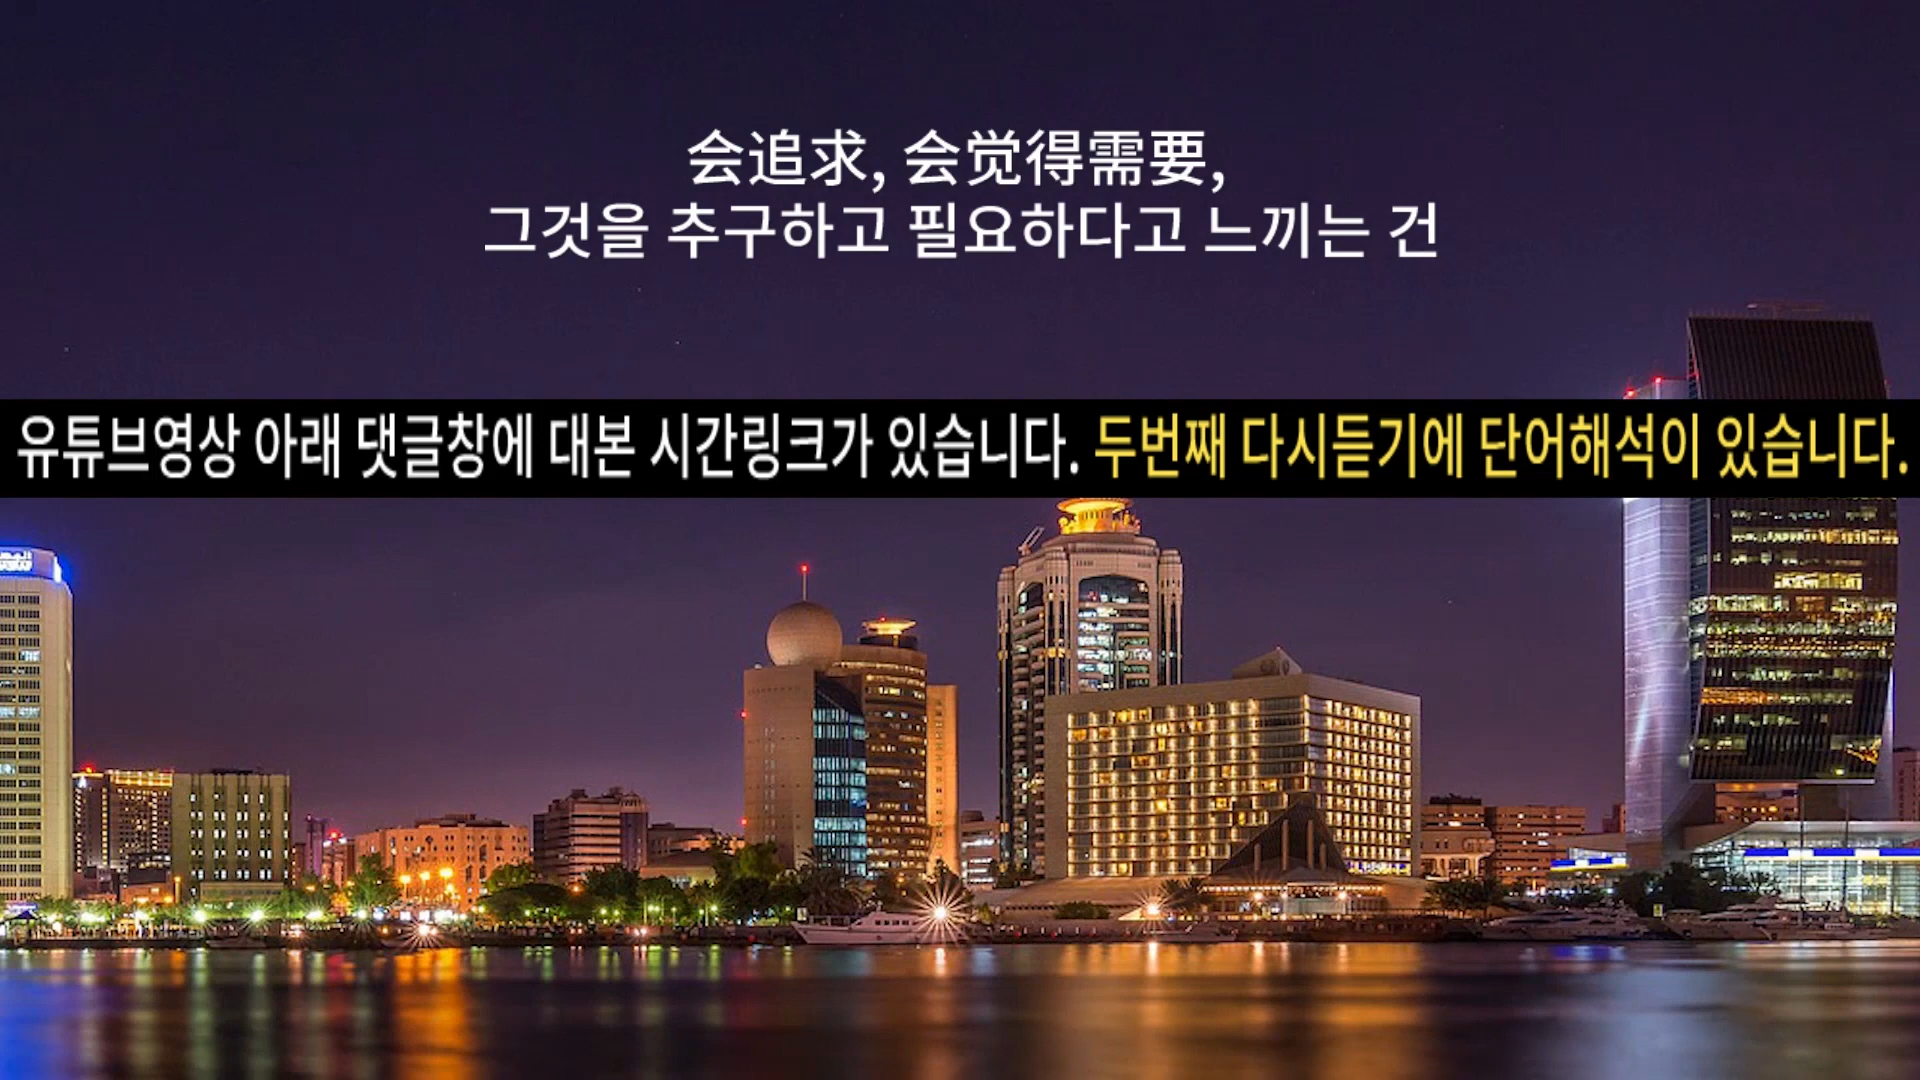 会追求, 会觉得需要,
그것을 추구하고 필요하다고 느끼는 건
유튜브영상 아래 댓글창에 대본 시간링크가 있습니다. 두번째 다시듣기에 단어해석이 있습니다.